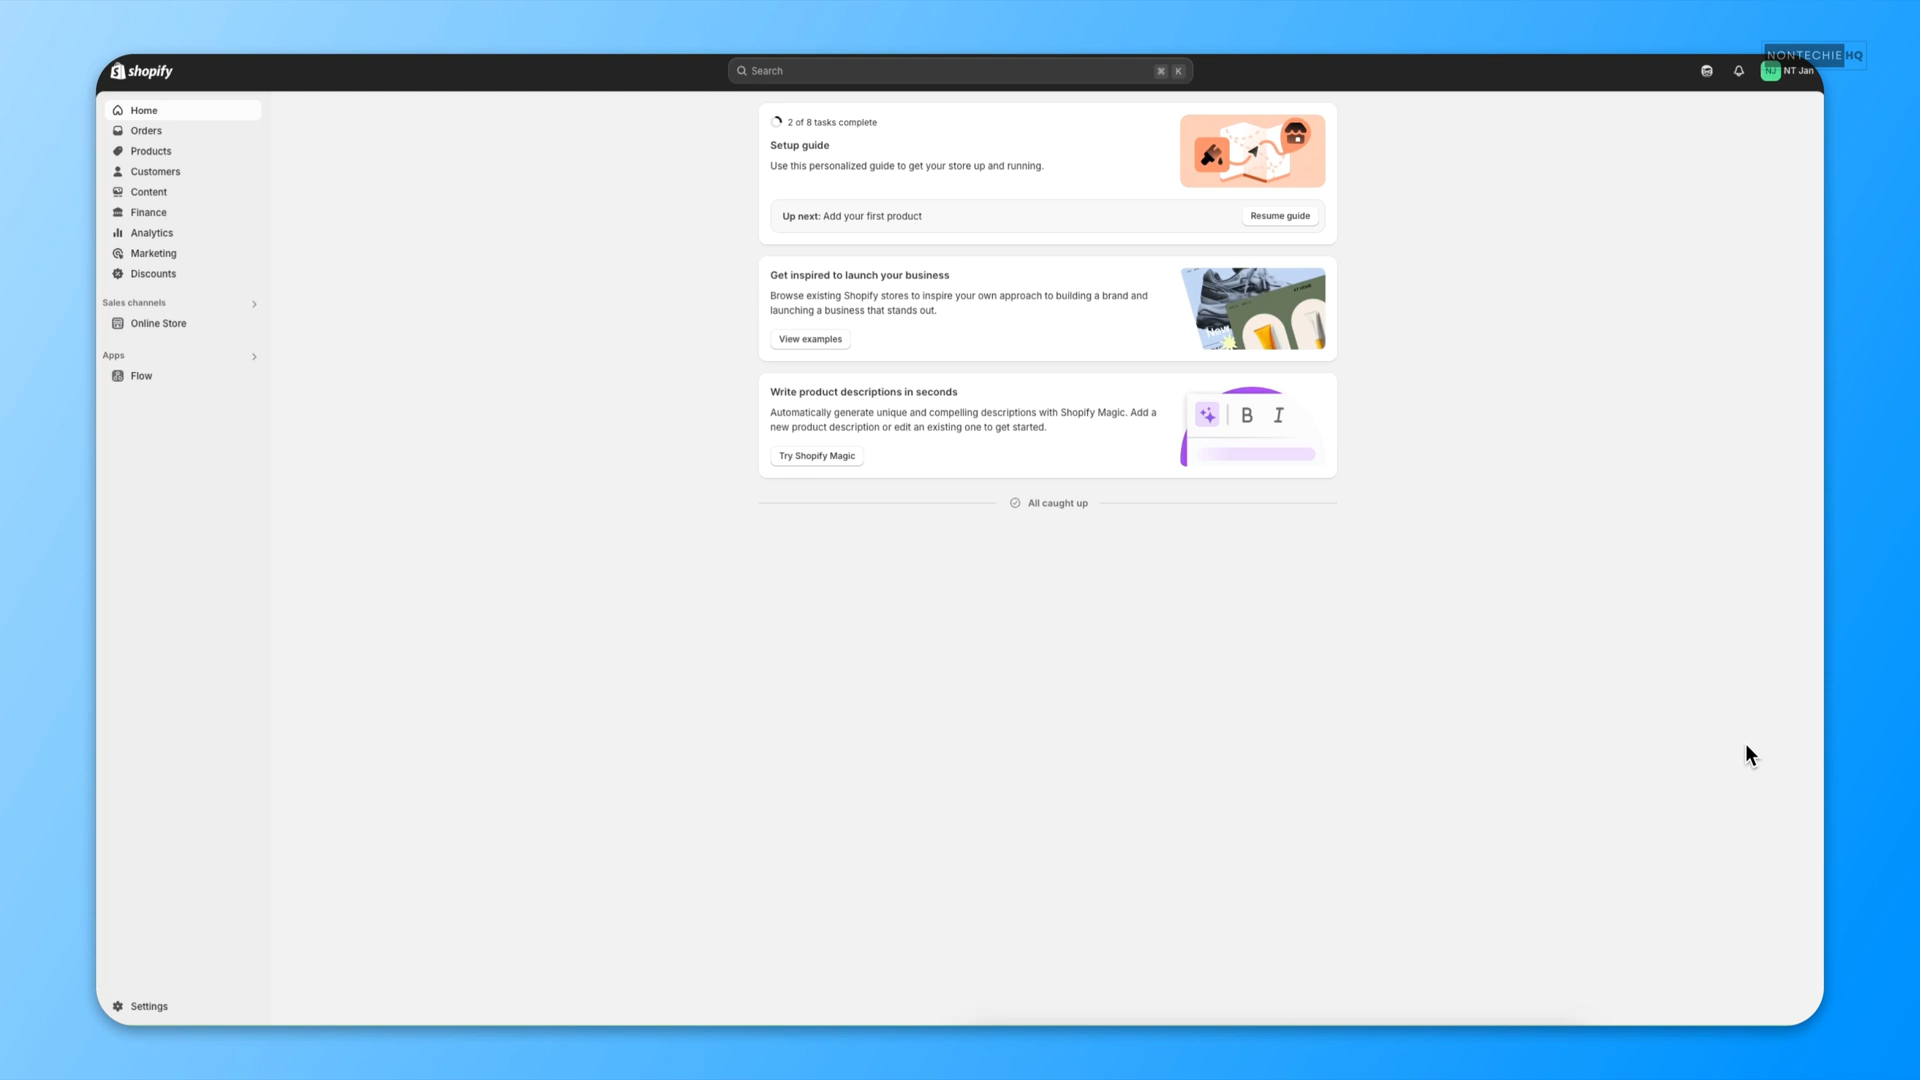 NONTECHIEHQ
shopify
Search
⌘ K
NJ
NT Jan
Home
Orders
Products
Customers
Content
Finance
Analytics
Marketing
Discounts
Sales channels
Online Store
Apps
Flow
Settings
2 of 8 tasks complete
Setup guide
Use this personalized guide to get your store up and running.
Up next: Add your first product
Resume guide
Get inspired to launch your business
Browse existing Shopify stores to inspire your own approach to building a brand and
launching a business that stands out.
View examples
New
Write product descriptions in seconds
Automatically generate unique and compelling descriptions with Shopify Magic. Add a
new product description or edit an existing one to get started.
Try Shopify Magic
B I
All caught up